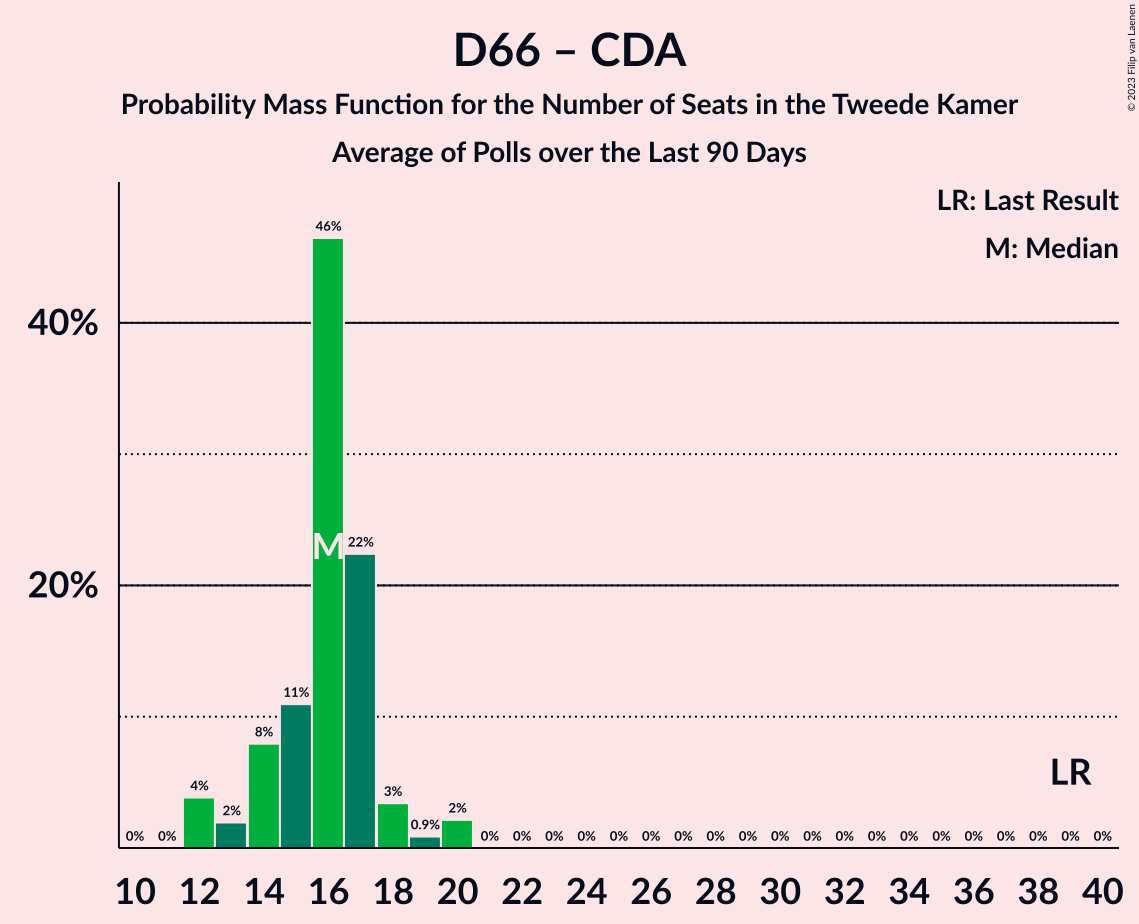 D66 – CDA
Probability Mass Function for the Number of Seats in the Tweede Kamer
Average of Polls over the Last 90 Days
© 2023 Filip van Laenen
LR: Last Result
M: Median
46%
40%
M
22%
20%
11%
8%
LR
4%
2%
3%
0.9%
2%
0% 0% 0% 0% 0% 0% 0% 0% 0% 0% 0% 0% 0% 0% 0% 0% 0% 0% 0% 0% 0% 0%
10 12 14 16 18 20 22 24 26 28 30 32 34 36 38 40